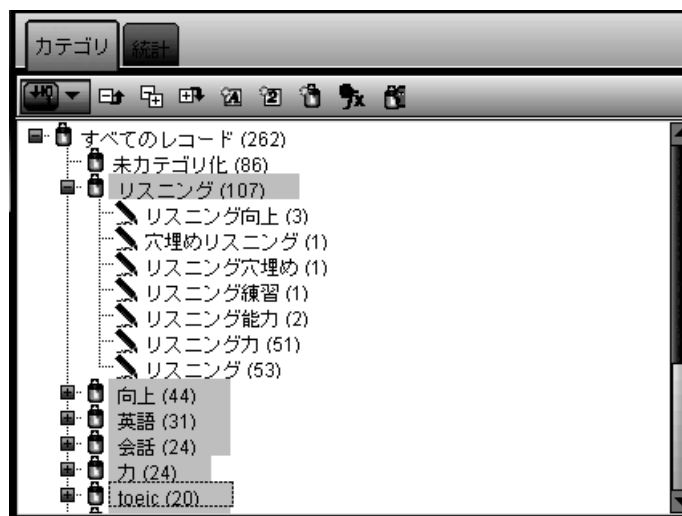 カテゴリ 統計
すべてのレコード (262)
未カテゴリ化 (86)
リスニング (107)
リスニング向上 (3)
穴埋めリスニング (1)
リスニング穴埋め (1)
リスニング練習 (1)
リスニング能力 (2)
リスニング力 (51)
リスニング (53)
向上 (44)
英語 (31)
会話 (24)
力 (24)
toeic (20)